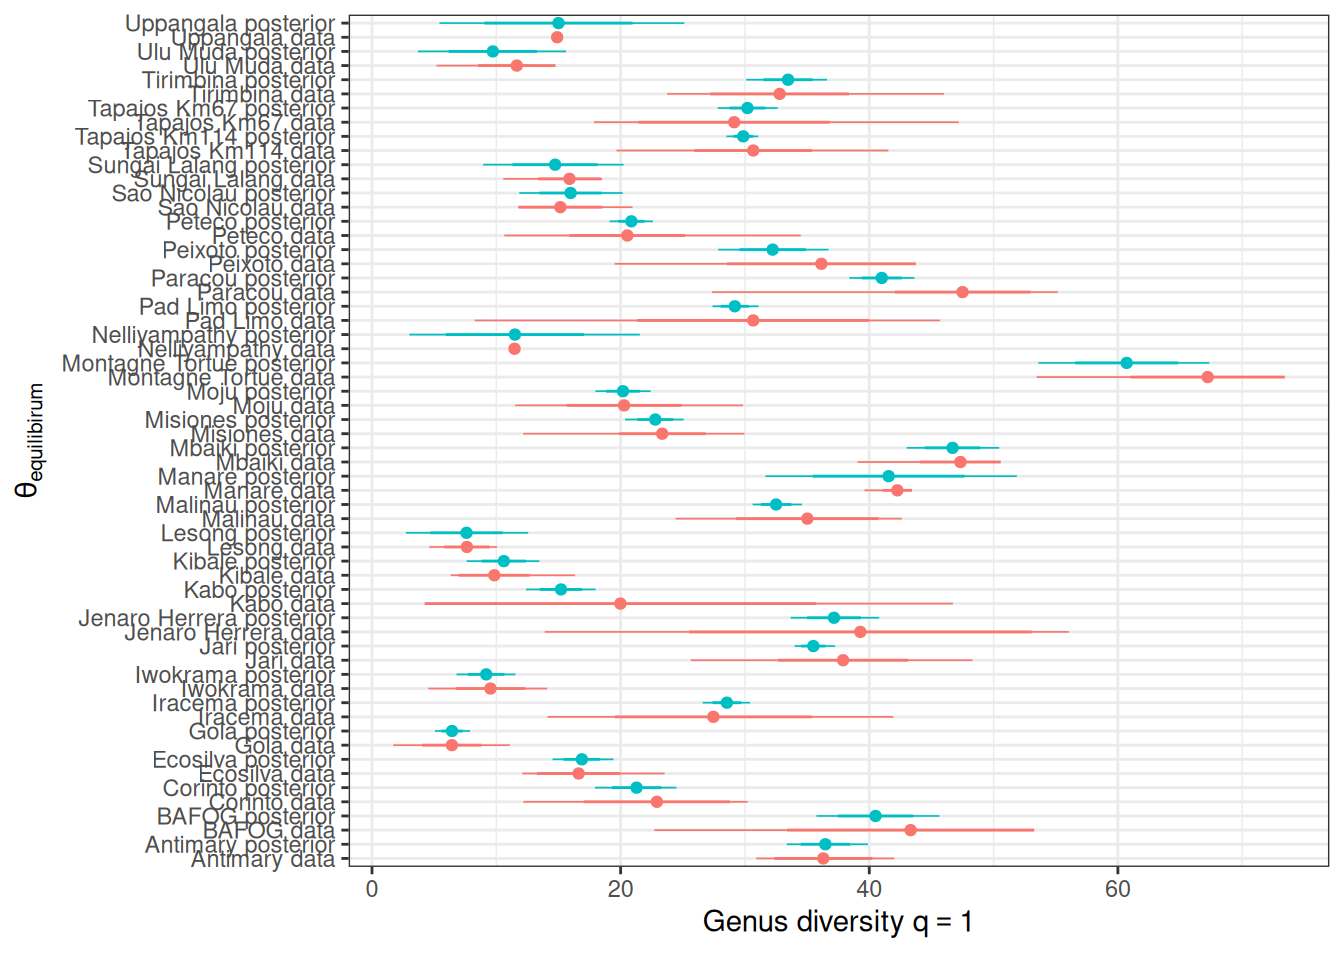 Uppangala posterior
Uppangala data
Ulu Muda posterior
Ulu Muda data
Tirimbina posterior
Tirimbina data
Tapajos Km67 posterior
Tapajos Km67 data
Tapajos Km114 posterior
Tapajos Km114 data
Sungai Lalang posterior
Sungai Lalang data
Sao Nicolau posterior
Sao Nicolau data
Peteco posterior
Peteco data
Peixoto posterior
Peixoto data
Paracou posterior
Paracou data
Pad Limo posterior
Pad Limo data
Nelliyampathy posterior
Nelliyampathy data
Montagne Tortue posterior
Montagne Tortue data
Moju posterior
Moju data
Misiones posterior
Misiones data
Mbaiki posterior
Mbaiki data
Manare posterior
Manare data
Malinau posterior
Malinau data
Lesong posterior
Lesong data
Kibale posterior
Kibale data
Kabo posterior
Kabo data
Jenaro Herrera posterior
Jenaro Herrera data
Jari posterior
Jari data
Iwokrama posterior
Iwokrama data
Iracema posterior
Iracema data
Gola posterior
Gola data
Ecosilva posterior
Ecosilva data
Corinto posterior
Corinto data
BAFOG posterior
BAFOG data
Antimary posterior
Antimary data
θequilibirum
0 20 40 60
Genus diversity q = 1